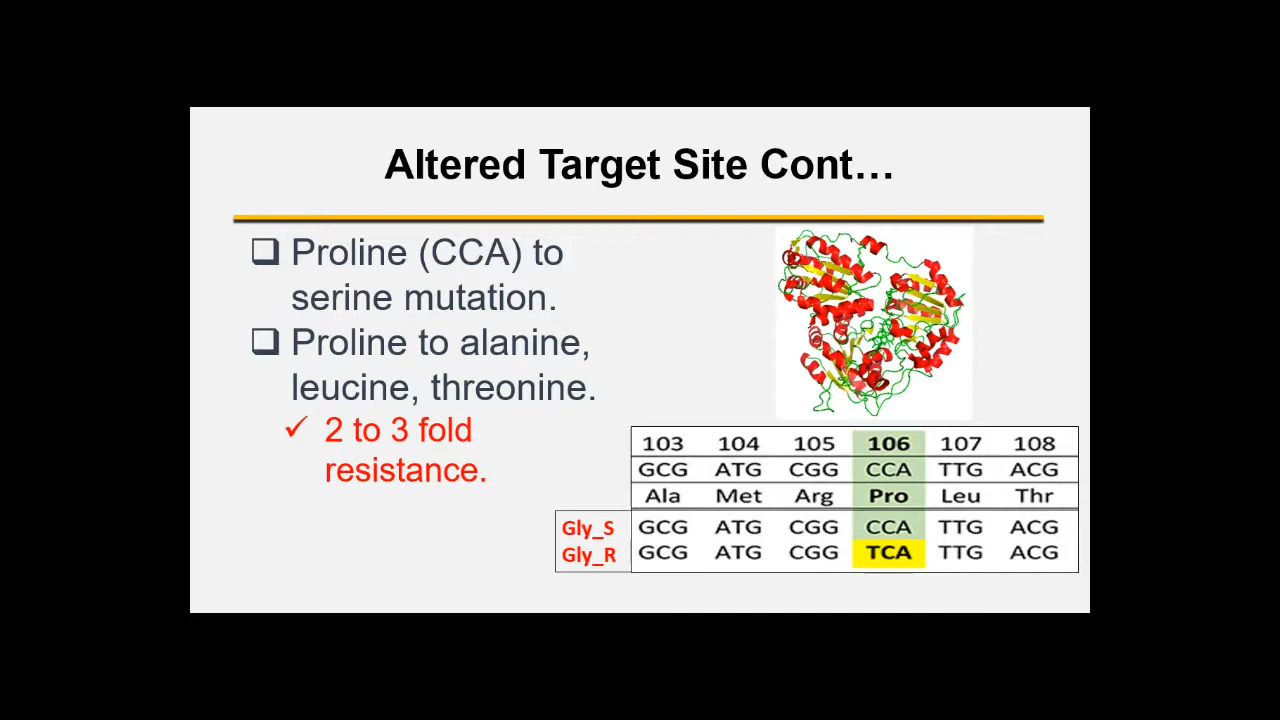 Altered Target Site Cont…
❑ Proline (CCA) to
serine mutation.
❑ Proline to alanine,
leucine, threonine.
✓ 2 to 3 fold
resistance.
103 104 105 106 107 108
GCG ATG CGG CCA TTG ACG
Ala Met Arg Pro Leu Thr
Gly_S GCG ATG CGG CCA TTG ACG
Gly_R GCG ATG CGG TCA TTG ACG